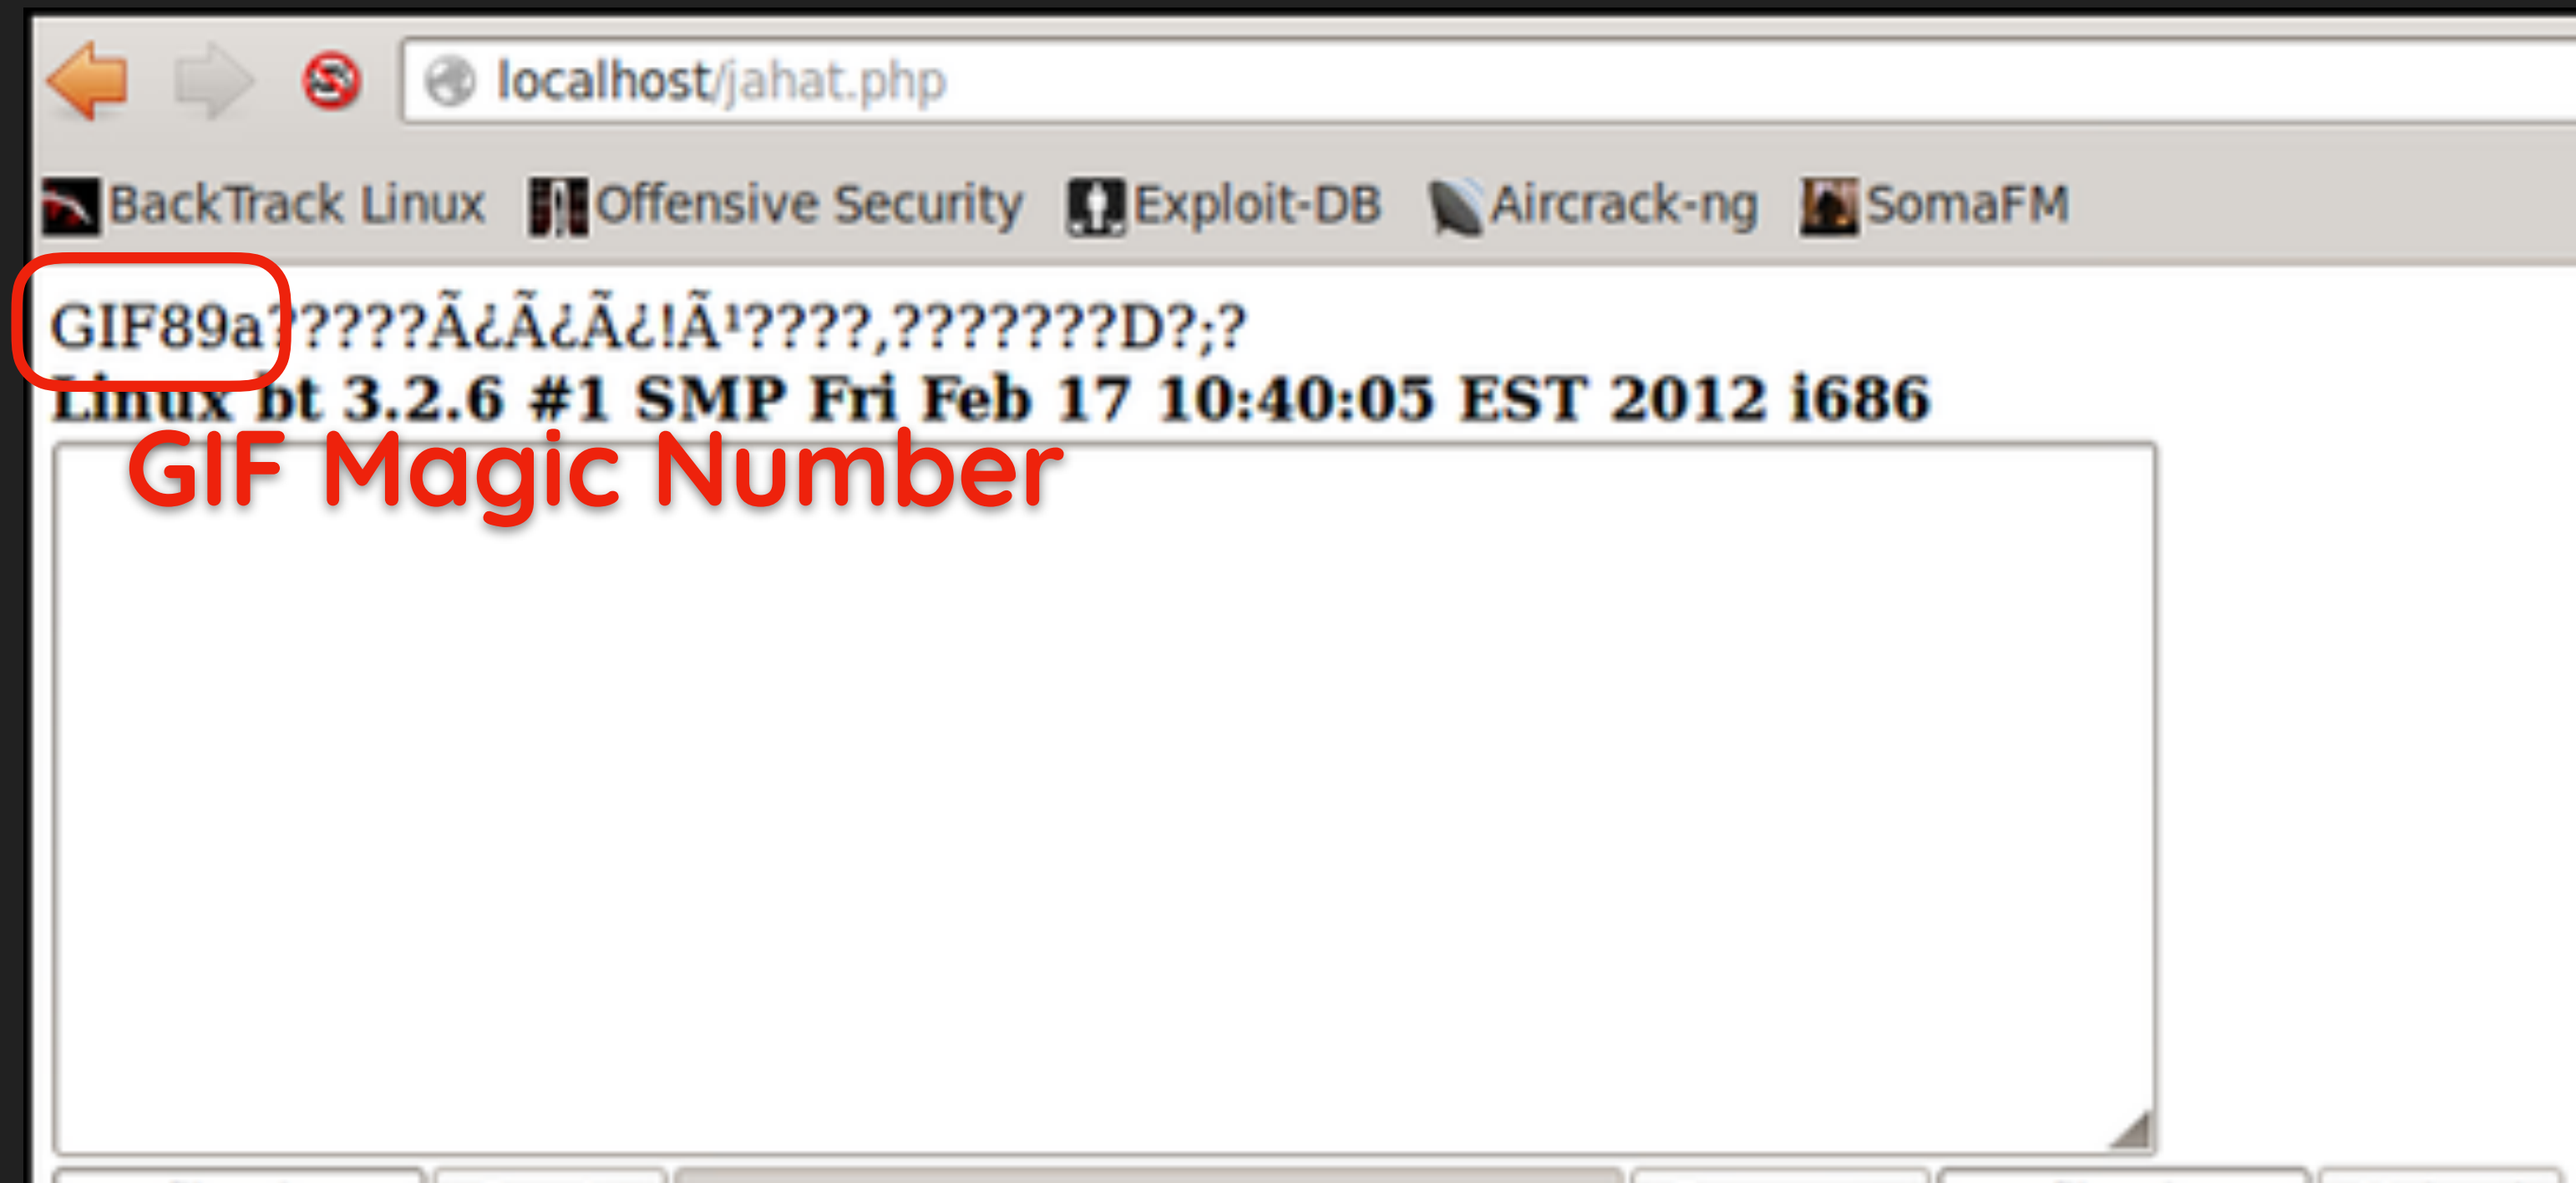 localhost/jahat.php
BackTrack Linux Offensive Security Exploit-DB Aircrack-ng SomaFM
GIF89a?????Ã¿Ã¿Ã¿!Ã¹????,???????D?;?
Linux bt 3.2.6 #1 SMP Fri Feb 17 10:40:05 EST 2012 i686
GIF Magic Number